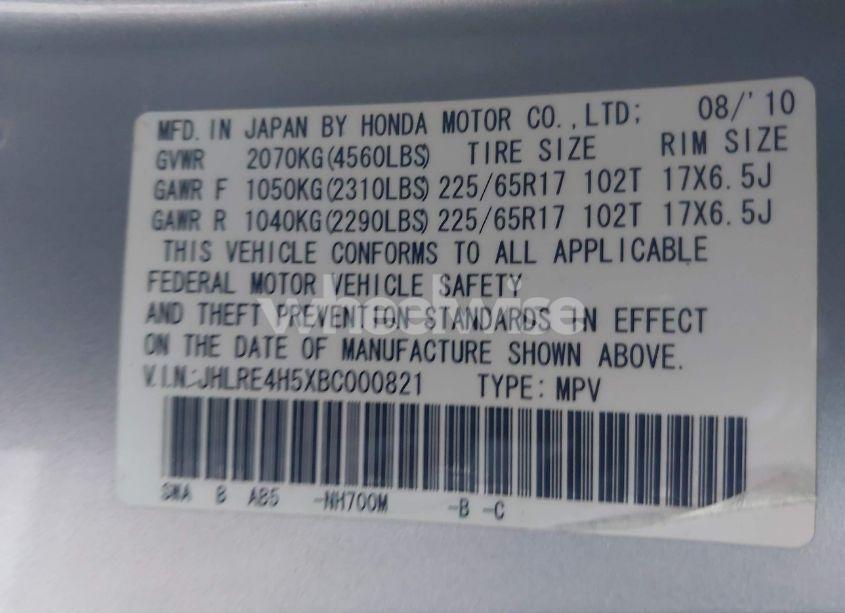 MFD. IN JAPAN BY HONDA MOTOR CO.,LTD; 08/'10
GVWR 2070KG(4560LBS) TIRE SIZE RIM SIZE
GAWR F 1050KG(2310LBS) 225/65R17 102T 17X6.5J
GAWR R 1040KG(2290LBS) 225/65R17 102T 17X6.5J
THIS VEHICLE CONFORMS TO ALL APPLICABLE
FEDERAL MOTOR VEHICLE SAFETY
AND THEFT PREVENTION STANDARDS IN EFFECT
wheelwise
ON THE DATE OF MANUFACTURE SHOWN ABOVE.
V.I.N.:JHLRE4H5XBC000821 TYPE: MPV
SWA B AB5 -NH700M -B -C